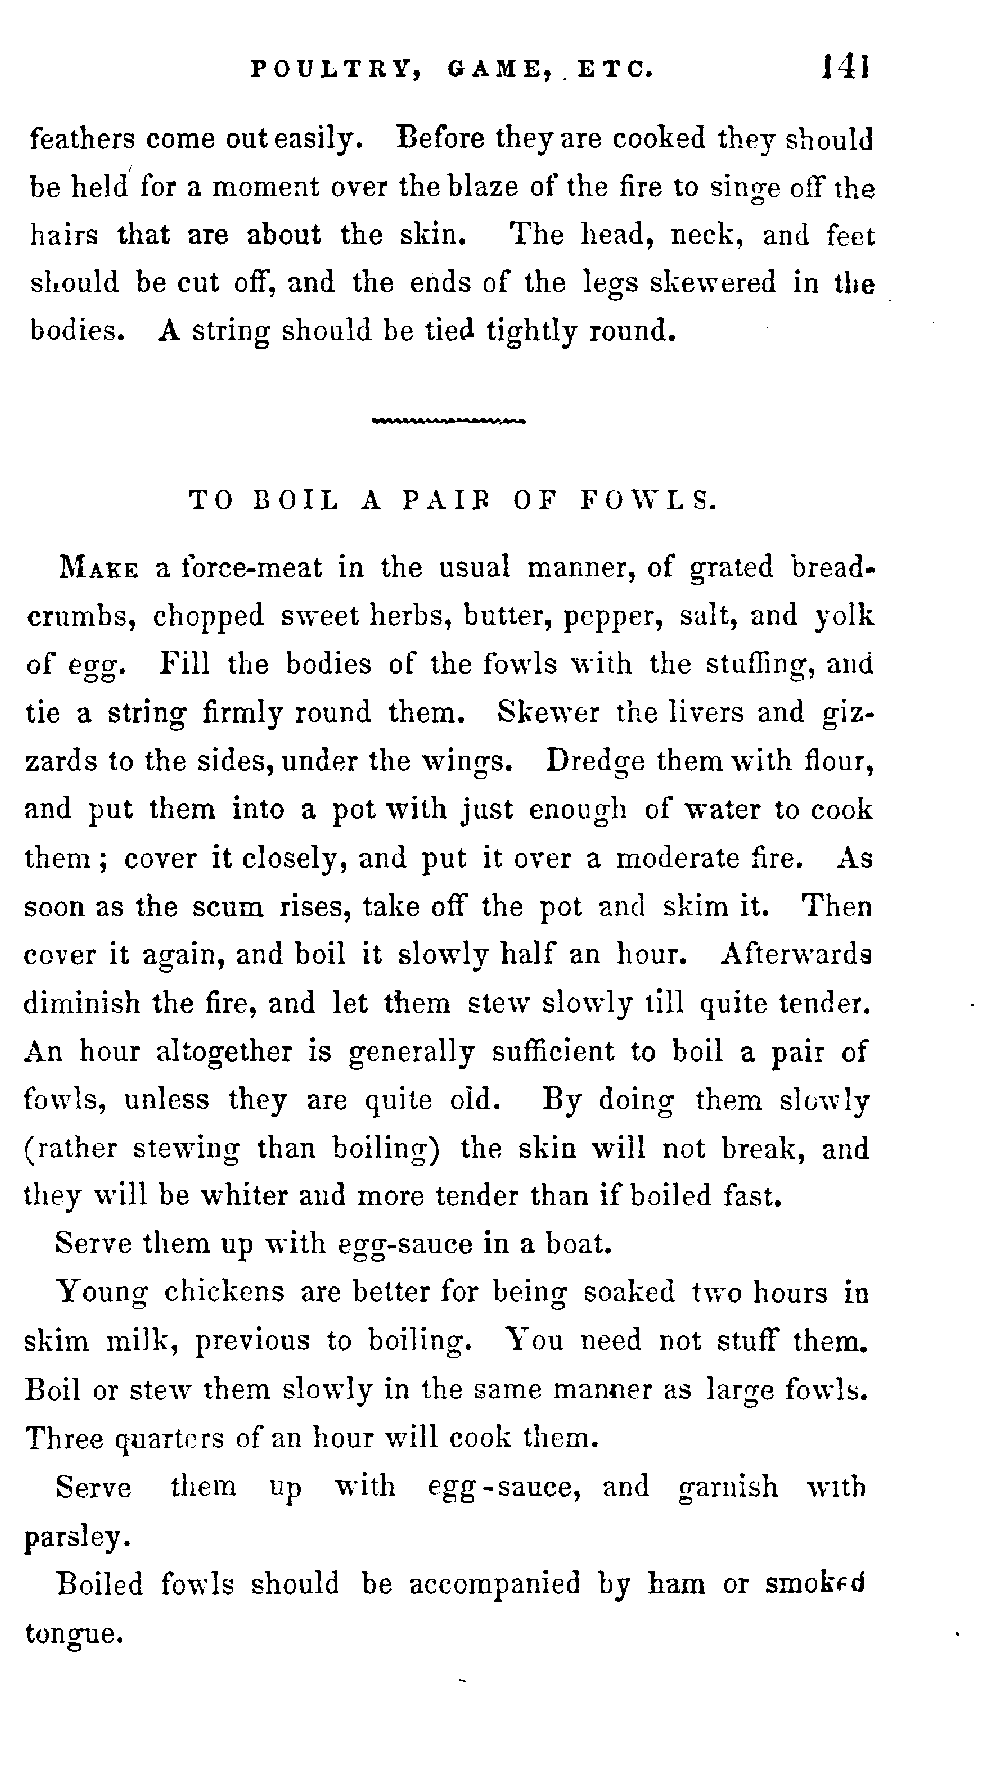 POULTRY, GAME, ETC. 141
feathers come out easily. Before they are cooked they should
be held for a moment over the blaze of the fire to singe off the
hairs that are about the skin. The head, neck, and feet
should be cut off, and the ends of the legs skewered in the
bodies. A string should be tied tightly round.
TO BOIL A PAIR OF FOWLS.
MAKE a force-meat in the usual manner, of grated bread-
crumbs, chopped sweet herbs, butter, pepper, salt, and yolk
of egg. Fill the bodies of the fowls with the stuffing, and
tie a string firmly round them. Skewer the livers and giz-
zards to the sides, under the wings. Dredge them with flour,
and put them into a pot with just enough of water to cook
them; cover it closely, and put it over a moderate fire. As
soon as the scum rises, take off the pot and skim it. Then
cover it again, and boil it slowly half an hour. Afterwards
diminish the fire, and let them stew slowly till quite tender.
An hour altogether is generally sufficient to boil a pair of
fowls, unless they are quite old. By doing them slowly
(rather stewing than boiling) the skin will not break, and
they will be whiter and more tender than if boiled fast.
Serve them up with egg-sauce in a boat.
Young chickens are better for being soaked two hours in
skim milk, previous to boiling. You need not stuff them.
Boil or stew them slowly in the same manner as large fowls.
Three quarters of an hour will cook them.
Serve them up with egg-sauce, and garnish with
parsley.
Boiled fowls should be accompanied by ham or smoked
tongue.